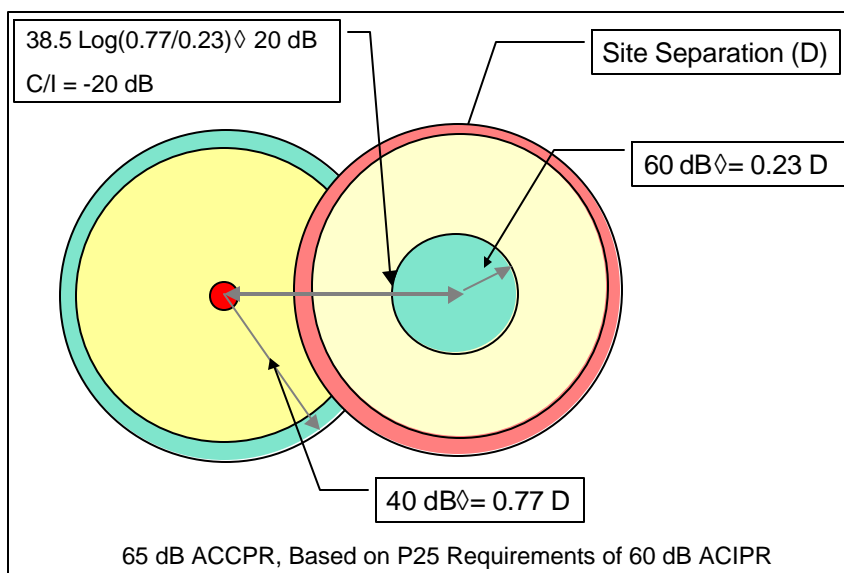 38.5 Log(0.77/0.23)◊ 20 dB
C/I = -20 dB
Site Separation (D)
60 dB◊= 0.23 D
40 dB◊= 0.77 D
65 dB ACCPR, Based on P25 Requirements of 60 dB ACIPR